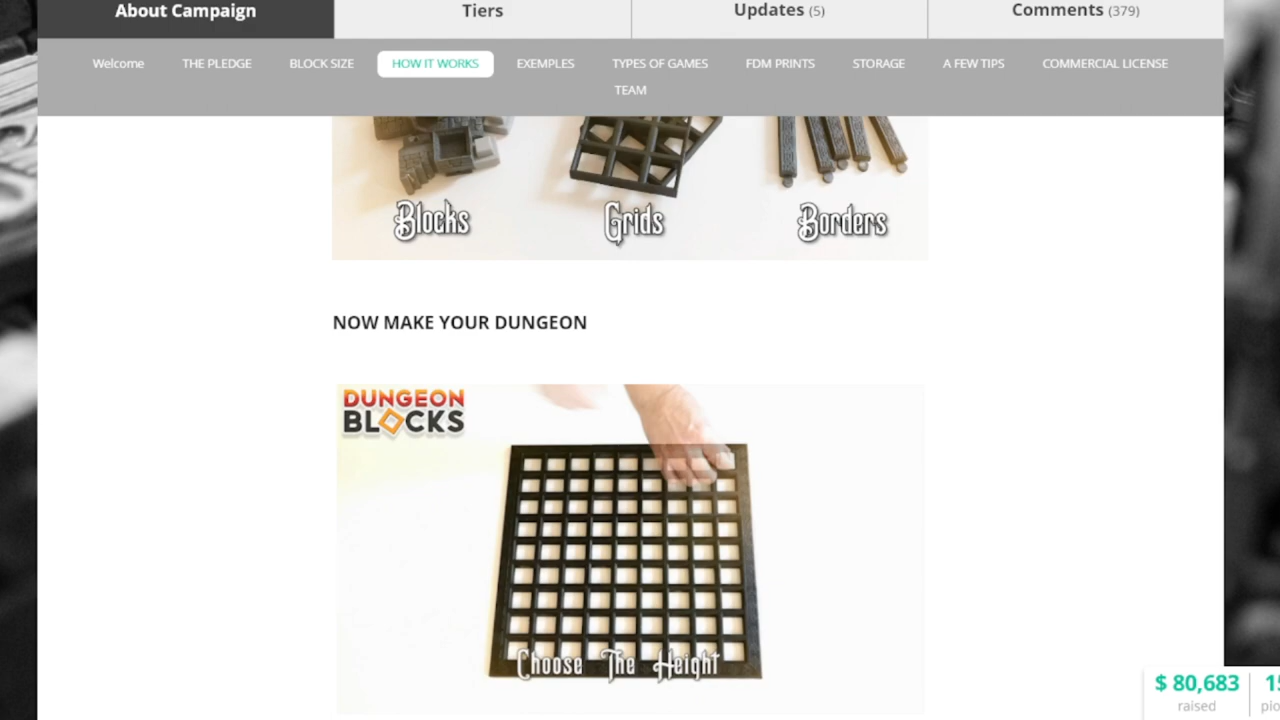 About Campaign
Tiers
Updates (5)
Comments (379)
Welcome
THE PLEDGE
BLOCK SIZE
HOW IT WORKS
EXEMPLES
TYPES OF GAMES
FDM PRINTS
STORAGE
A FEW TIPS
COMMERCIAL LICENSE
TEAM
Blocks
Grids
Borders
NOW MAKE YOUR DUNGEON
DUNGEON
BLOCKS
Choose The Height
$ 80,683
raised